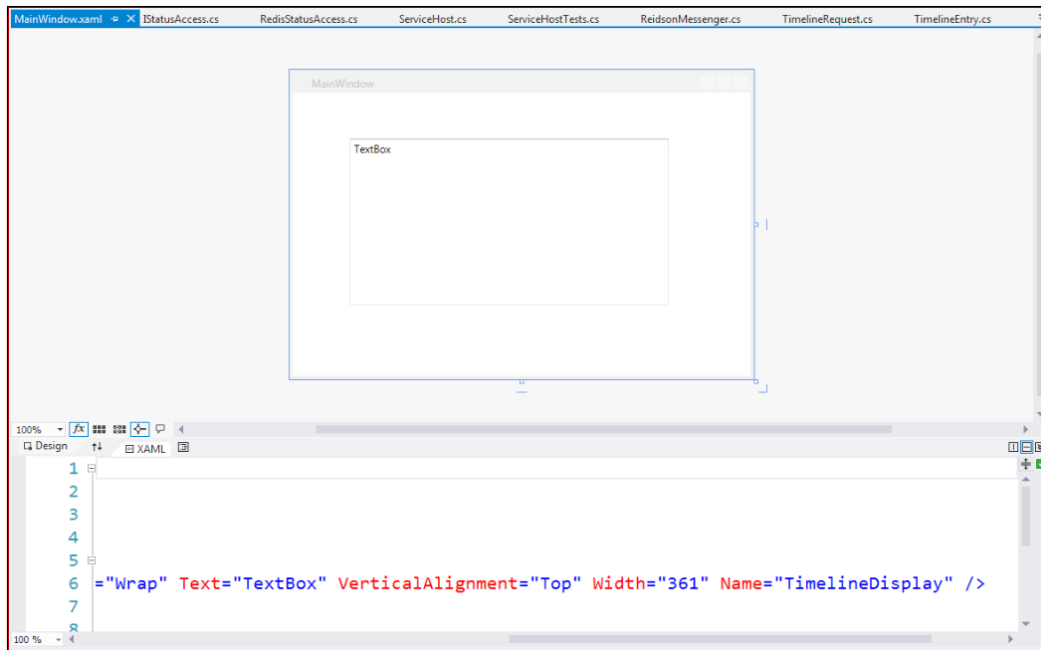 MainWindow.xaml IStatusAccess.cs RedisStatusAccess.cs ServiceHost.cs ServiceHostTests.cs ReidsonMessenger.cs TimelineRequest.cs TimelineEntry.cs
MainWindow
TextBox
100% fx
Design XAML
1
2
3
4
5
6 ="Wrap" Text="TextBox" VerticalAlignment="Top" Width="361" Name="TimelineDisplay" />
7
8
100 %